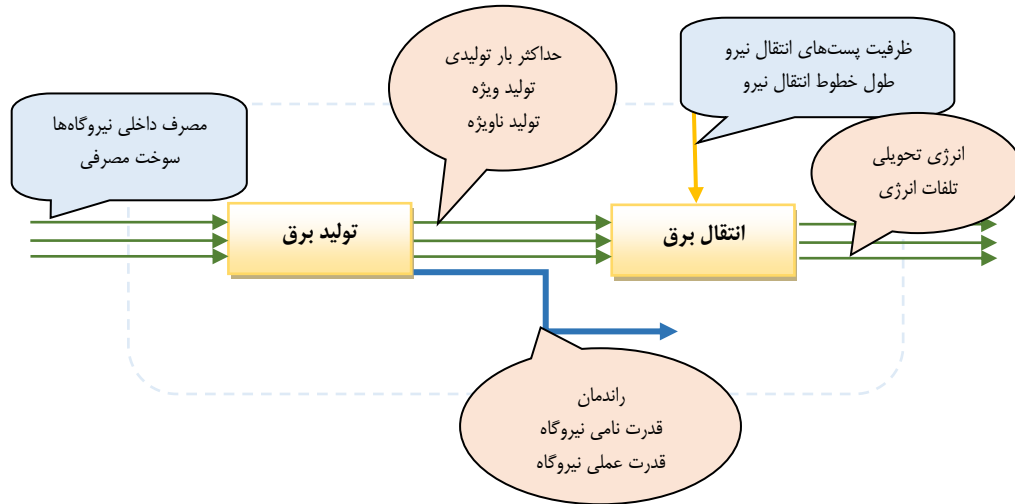 ظرفیت پست‌های انتقال نیرو
طول خطوط انتقال نیرو
حداکثر بار تولیدی
تولید ویژه
تولید ناویژه
مصرف داخلی نیروگاه‌ها
سوخت مصرفی
انرژی تحویلی
تلفات انرژی
انتقال برق
تولید برق
راندمان
قدرت نامی نیروگاه
قدرت عملی نیروگاه